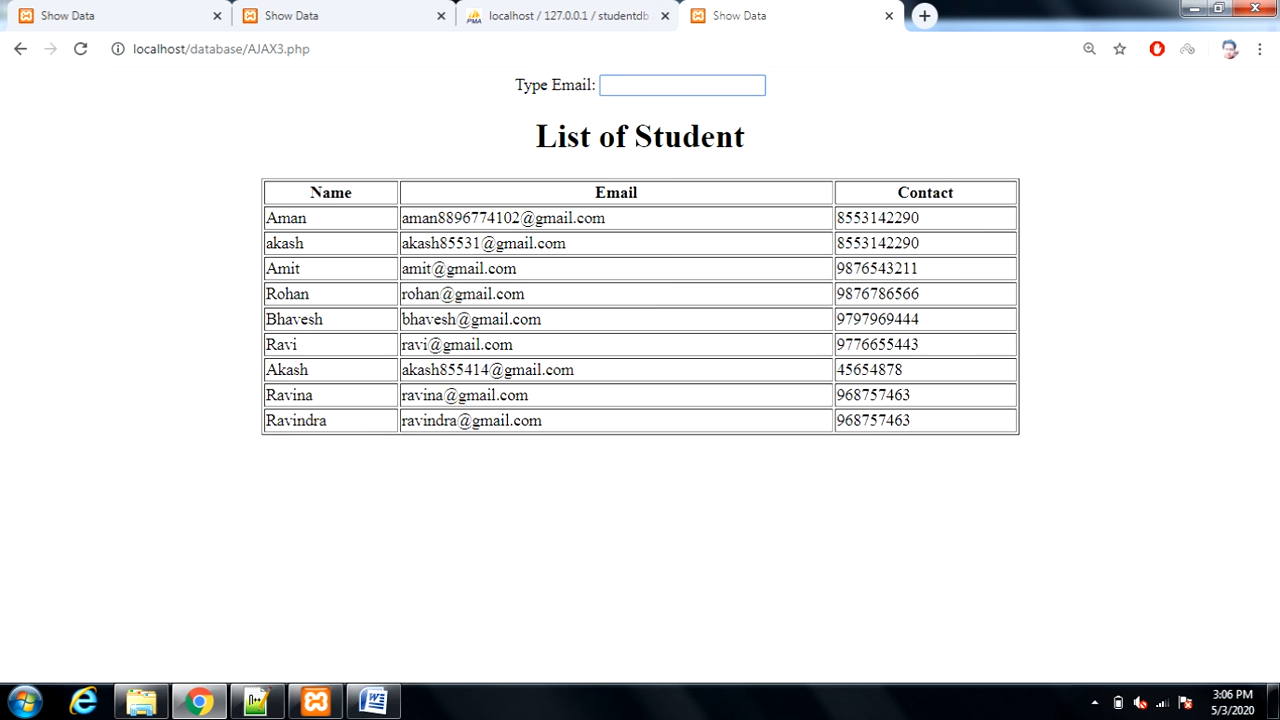 Show Data
Show Data
localhost / 127.0.0.1 / studentdb
Show Data
localhost/database/AJAX3.php
Type Email:
List of Student
Name Email Contact
Aman aman8896774102@gmail.com 8553142290
akash akash85531@gmail.com 8553142290
Amit amit@gmail.com 9876543211
Rohan rohan@gmail.com 9876786566
Bhavesh bhavesh@gmail.com 9797969444
Ravi ravi@gmail.com 9776655443
Akash akash855414@gmail.com 45654878
Ravina ravina@gmail.com 968757463
Ravindra ravindra@gmail.com 968757463
3:06 PM
5/3/2020